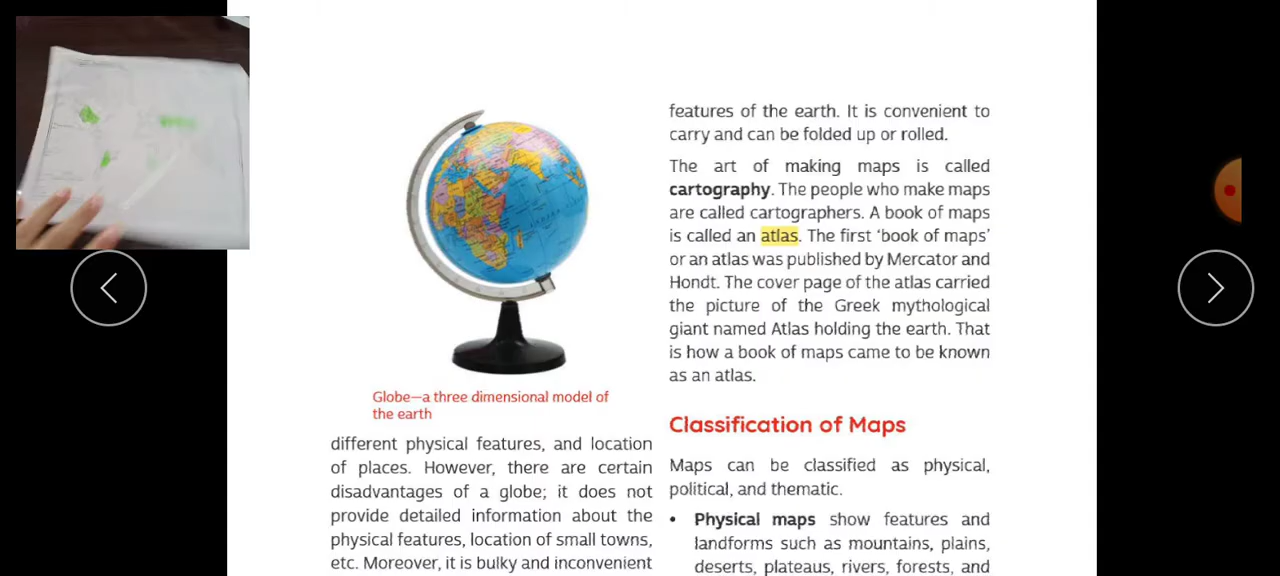 Globe—a three dimensional model of
the earth
different physical features, and location
of places. However, there are certain
disadvantages of a globe; it does not
provide detailed information about the
physical features, location of small towns,
etc. Moreover, it is bulky and inconvenient
features of the earth. It is convenient to
carry and can be folded up or rolled.
The art of making maps is called
cartography. The people who make maps
are called cartographers. A book of maps
is called an atlas. The first ‘book of maps’
or an atlas was published by Mercator and
Hondt. The cover page of the atlas carried
the picture of the Greek mythological
giant named Atlas holding the earth. That
is how a book of maps came to be known
as an atlas.
Classification of Maps
Maps can be classified as physical,
political, and thematic.
• Physical maps show features and
landforms such as mountains, plains,
deserts, plateaus, rivers, forests, and